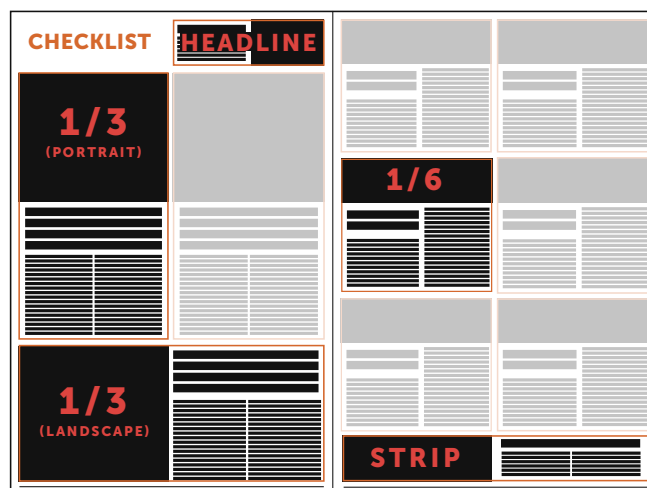 CHECKLIST
HEADLINE
1/3
(PORTRAIT)
1/3
(LANDSCAPE)
1/6
STRIP